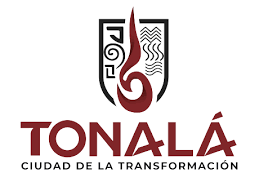 TONALÁ
CIUDAD DE LA TRANSFORMACIÓN